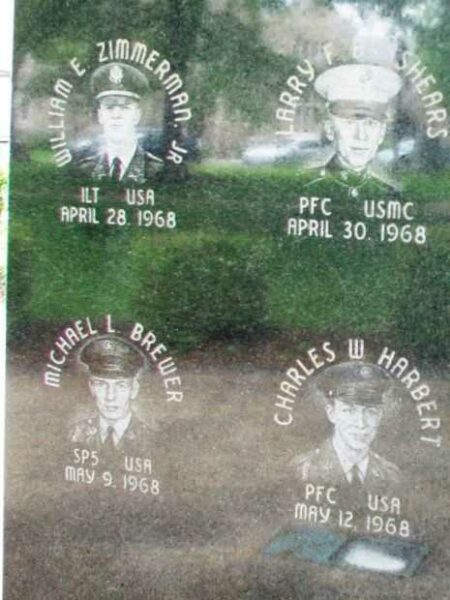 WILLIAM E ZIMMERMAN, JR
1LT USA
APRIL 28, 1968
LARRY F. SHEARS
PFC USMC
APRIL 30, 1968
MICHAEL L BREWER
SP5 USA
MAY 9, 1968
CHARLES W HARBERT
PFC USA
MAY 12, 1968